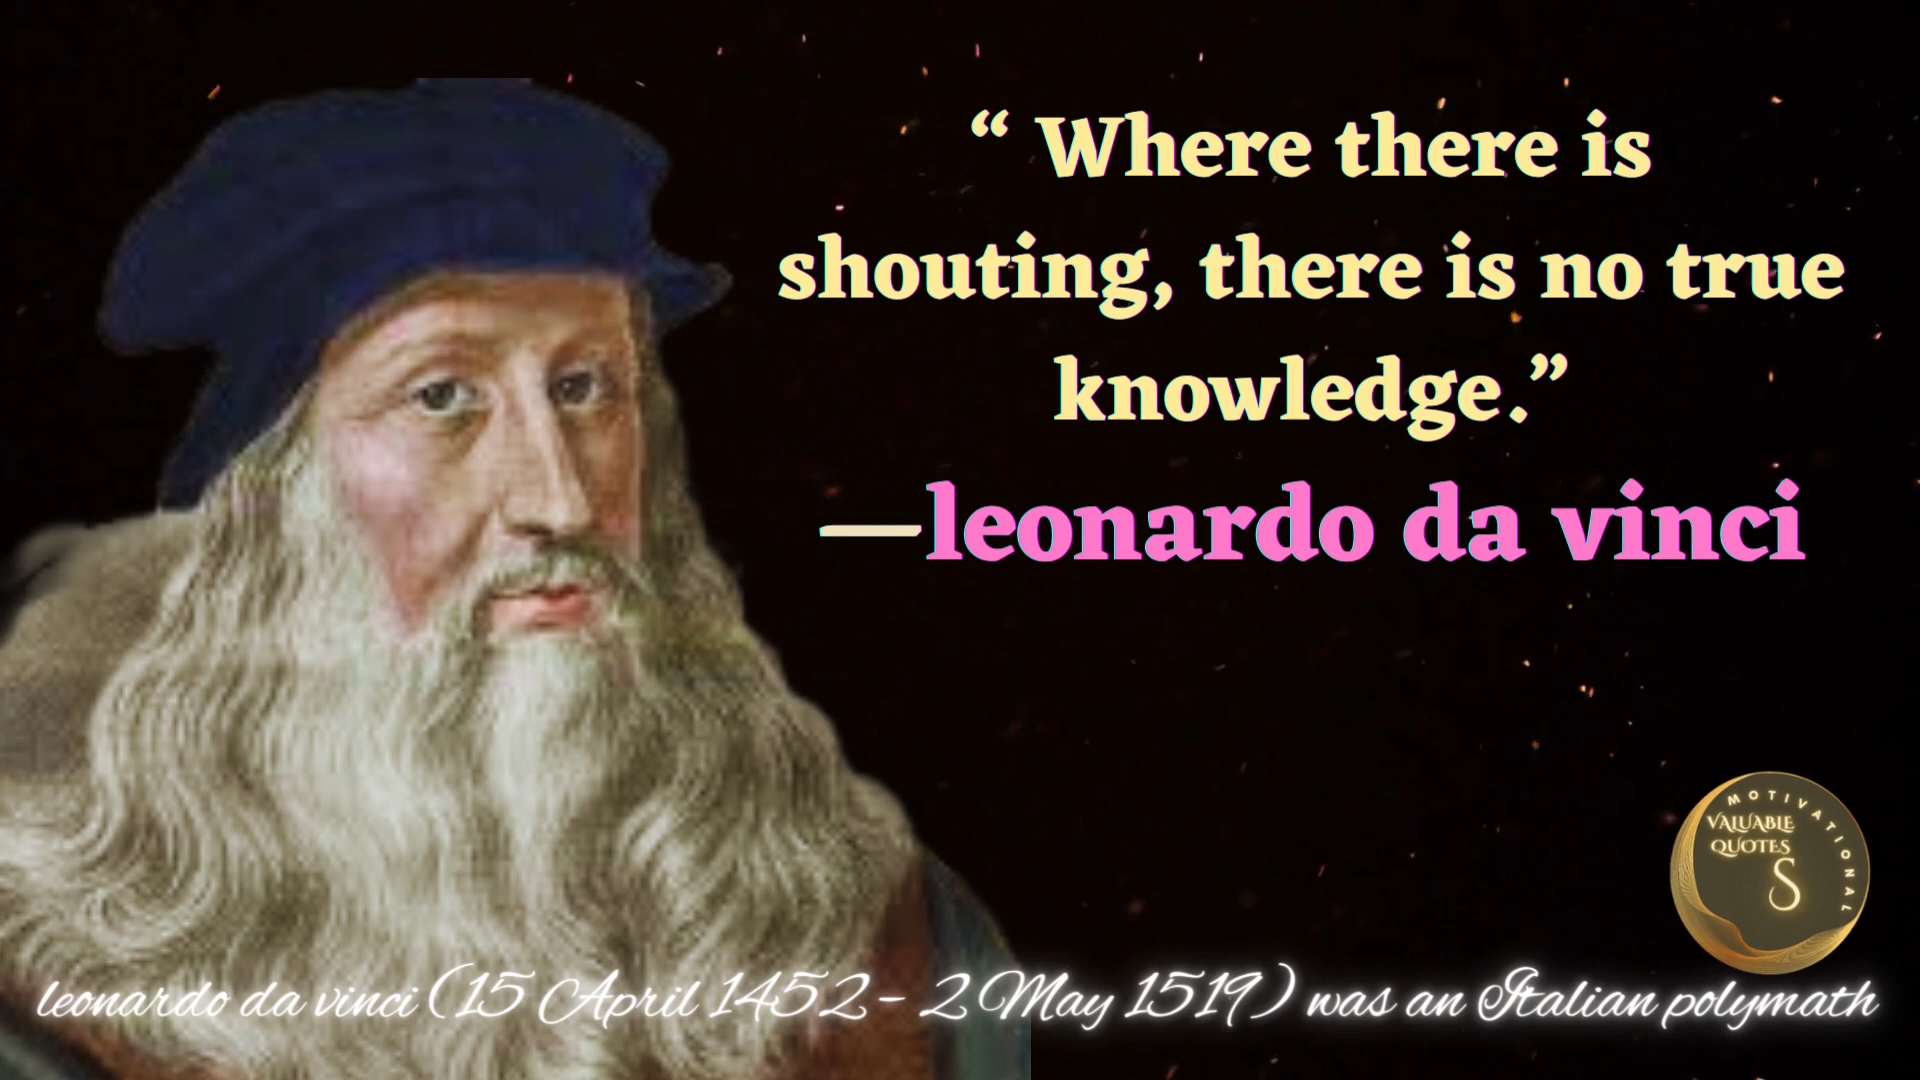 “ Where there is
shouting, there is no true
knowledge.”
—leonardo da vinci
MOTIVATIONAL
VALUABLE
QUOTES
S
leonardo da vinci (15 April 1452 - 2 May 1519) was an Italian polymath